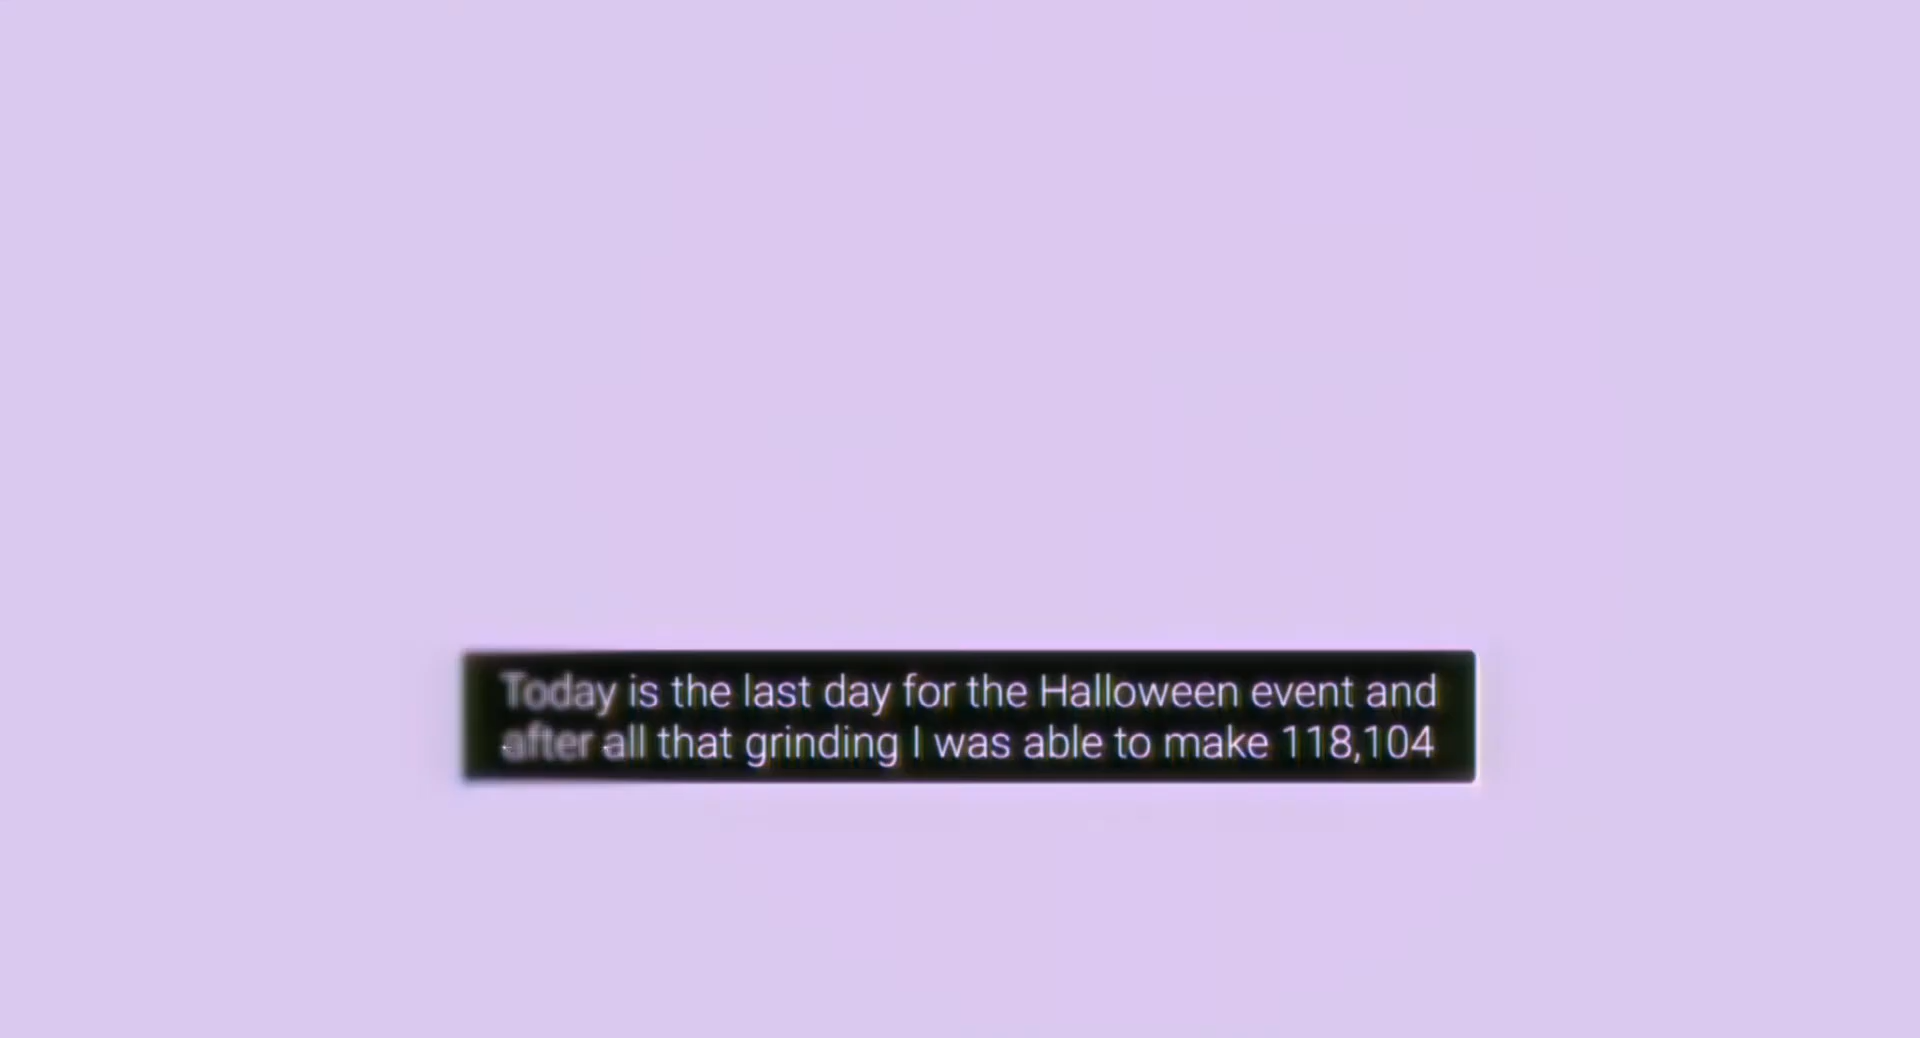 Today is the last day for the Halloween event and
after all that grinding I was able to make 118,104